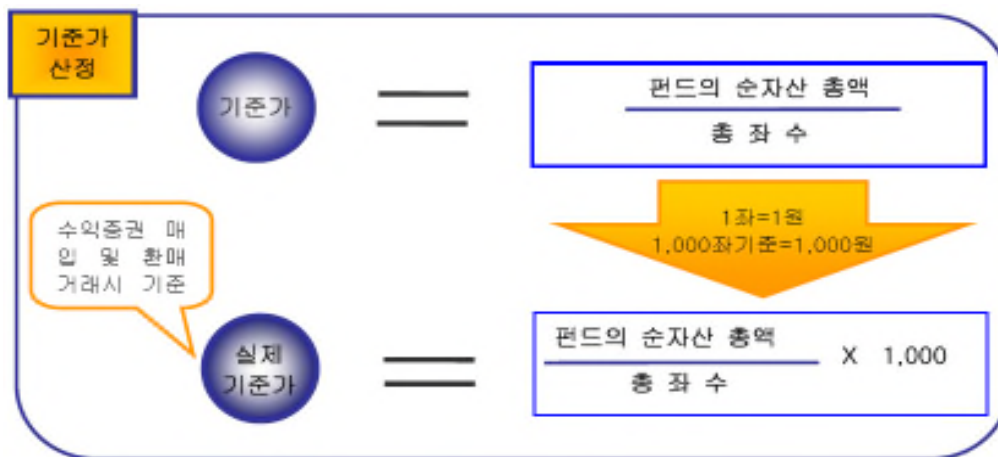 기준가
산정
기준가
펀드의 순자산 총액
총 좌 수
1좌=1원
1,000좌기준=1,000원
수익증권 매
입 및 환매
거래시 기준
실제
기준가
펀드의 순자산 총액
총 좌 수
X 1,000